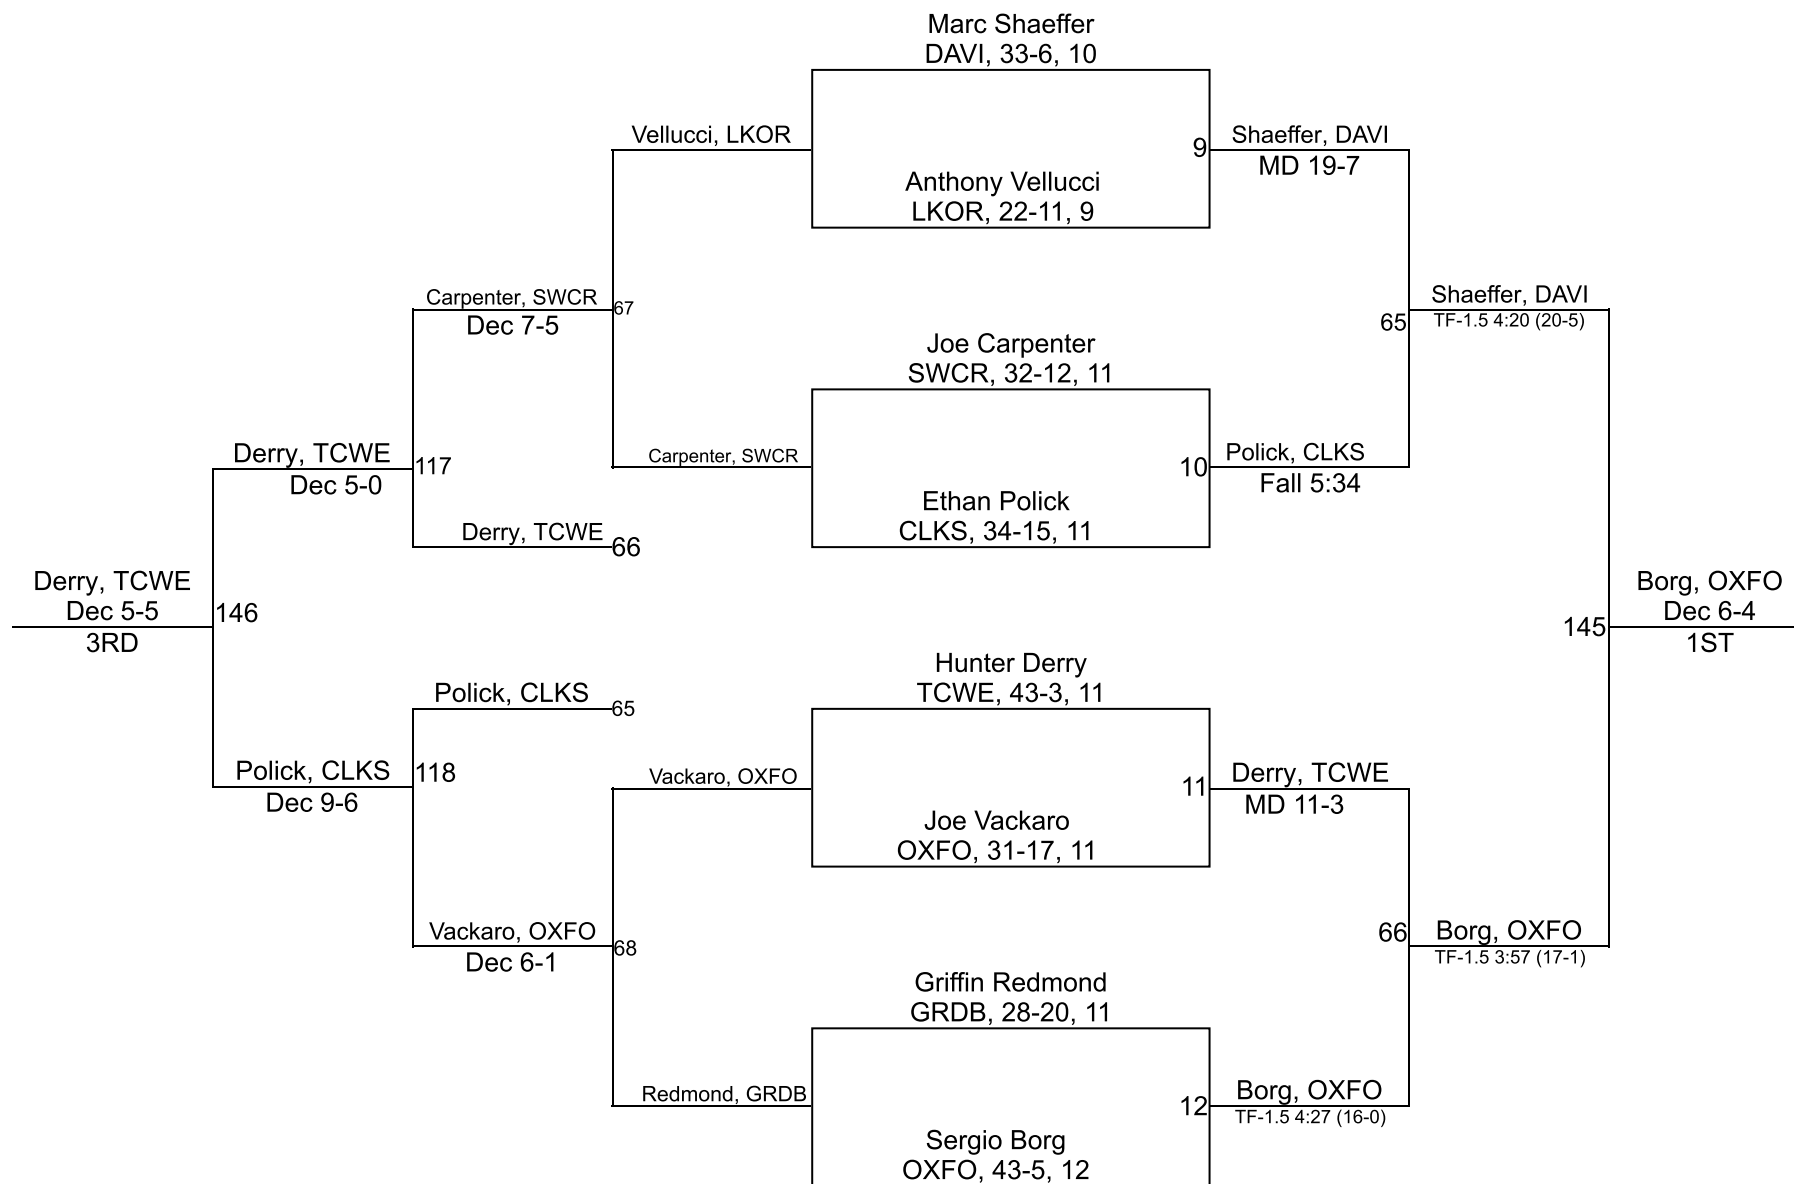 Marc Shaeffer
DAVI, 33-6, 10
Vellucci, LKOR
9
Shaeffer, DAVI
MD 19-7
Anthony Vellucci
LKOR, 22-11, 9
Carpenter, SWCR
Dec 7-5
67
Shaeffer, DAVI
TF-1.5 4:20 (20-5)
65
Joe Carpenter
SWCR, 32-12, 11
Derry, TCWE
Dec 5-0
117
Carpenter, SWCR
10
Polick, CLKS
Fall 5:34
Ethan Polick
CLKS, 34-15, 11
Derry, TCWE
66
Derry, TCWE
Dec 5-5
3RD
146
145
Borg, OXFO
Dec 6-4
1ST
Hunter Derry
TCWE, 43-3, 11
Polick, CLKS
65
Polick, CLKS
Dec 9-6
118
Vackaro, OXFO
11
Derry, TCWE
MD 11-3
Joe Vackaro
OXFO, 31-17, 11
Vackaro, OXFO
Dec 6-1
68
66
Borg, OXFO
TF-1.5 3:57 (17-1)
Griffin Redmond
GRDB, 28-20, 11
Redmond, GRDB
12
Borg, OXFO
TF-1.5 4:27 (16-0)
Sergio Borg
OXFO, 43-5, 12